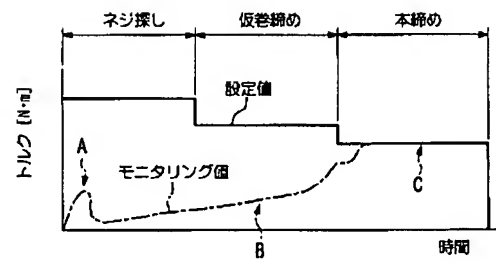 ネジ探し 仮巻締め 本締め
設定値
トルク [N・m]
A
モニタリング値
B
C
時間